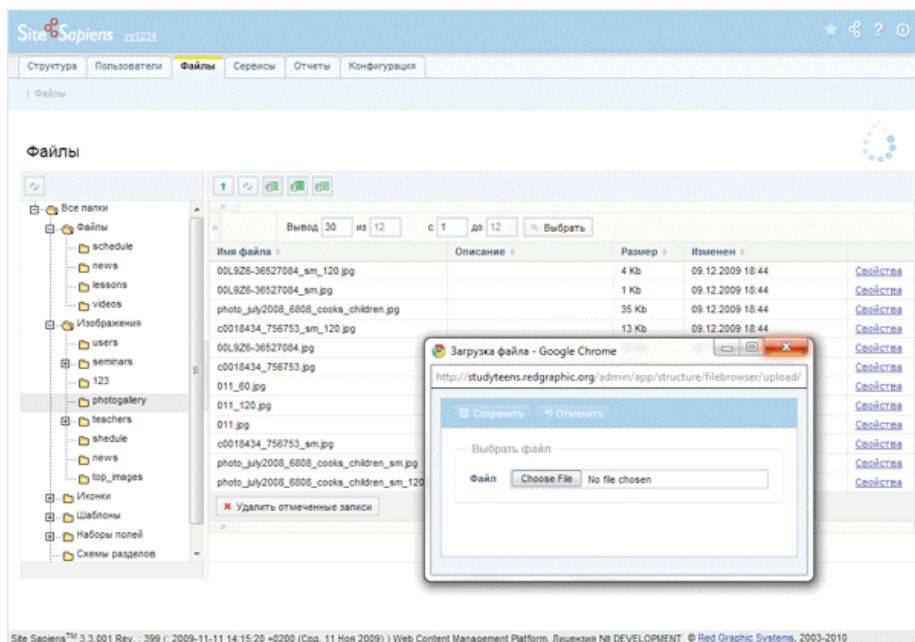 Site Sapiens vv1234
Структура Пользователи Файлы Сервисы Отчеты Конфигурация
| Файлы
Файлы
Все папки
Файлы
schedule
news
lessons
videos
Изображения
users
seminars
123
photogallery
teachers
shedule
news
top_images
Иконки
Шаблоны
Наборы полей
Схемы разделов
Вывод 30 из 12 с 1 до 12 Выбрать
Имя файла Описание Размер Изменен
00L9Z6-36527084_sm_120.jpg 4 Kb 09.12.2009 18:44 Свойства
00L9Z6-36527084_sm.jpg 1 Kb 09.12.2009 18:44 Свойства
photo_july2008_6808_cooks_children.jpg 35 Kb 09.12.2009 18:44 Свойства
c0018434_756753_sm_120.jpg 13 Kb 09.12.2009 18:44 Свойства
00L9Z6-36527084.jpg Свойства
c0018434_756753.jpg Свойства
011_60.jpg Свойства
011_120.jpg Свойства
011.jpg Свойства
c0018434_756753_sm.jpg Свойства
photo_july2008_6808_cooks_children_sm.jpg Свойства
photo_july2008_6808_cooks_children_sm_120 Свойства
Удалить отмеченные записи
Загрузка файла - Google Chrome
http://studyteens.redgraphic.org/admin/app/structure/filebrowser/upload/
Сохранить Отменить
Выбрать файл
Файл Choose File No file chosen
Site Sapiens™ 3.3.001 Rev. : 399 (: 2009-11-11 14:15:20 +0200 (Срд, 11 Ноя 2009) ) Web Content Management Platform. Лицензия № DEVELOPMENT © Red Graphic Systems, 2003-2010